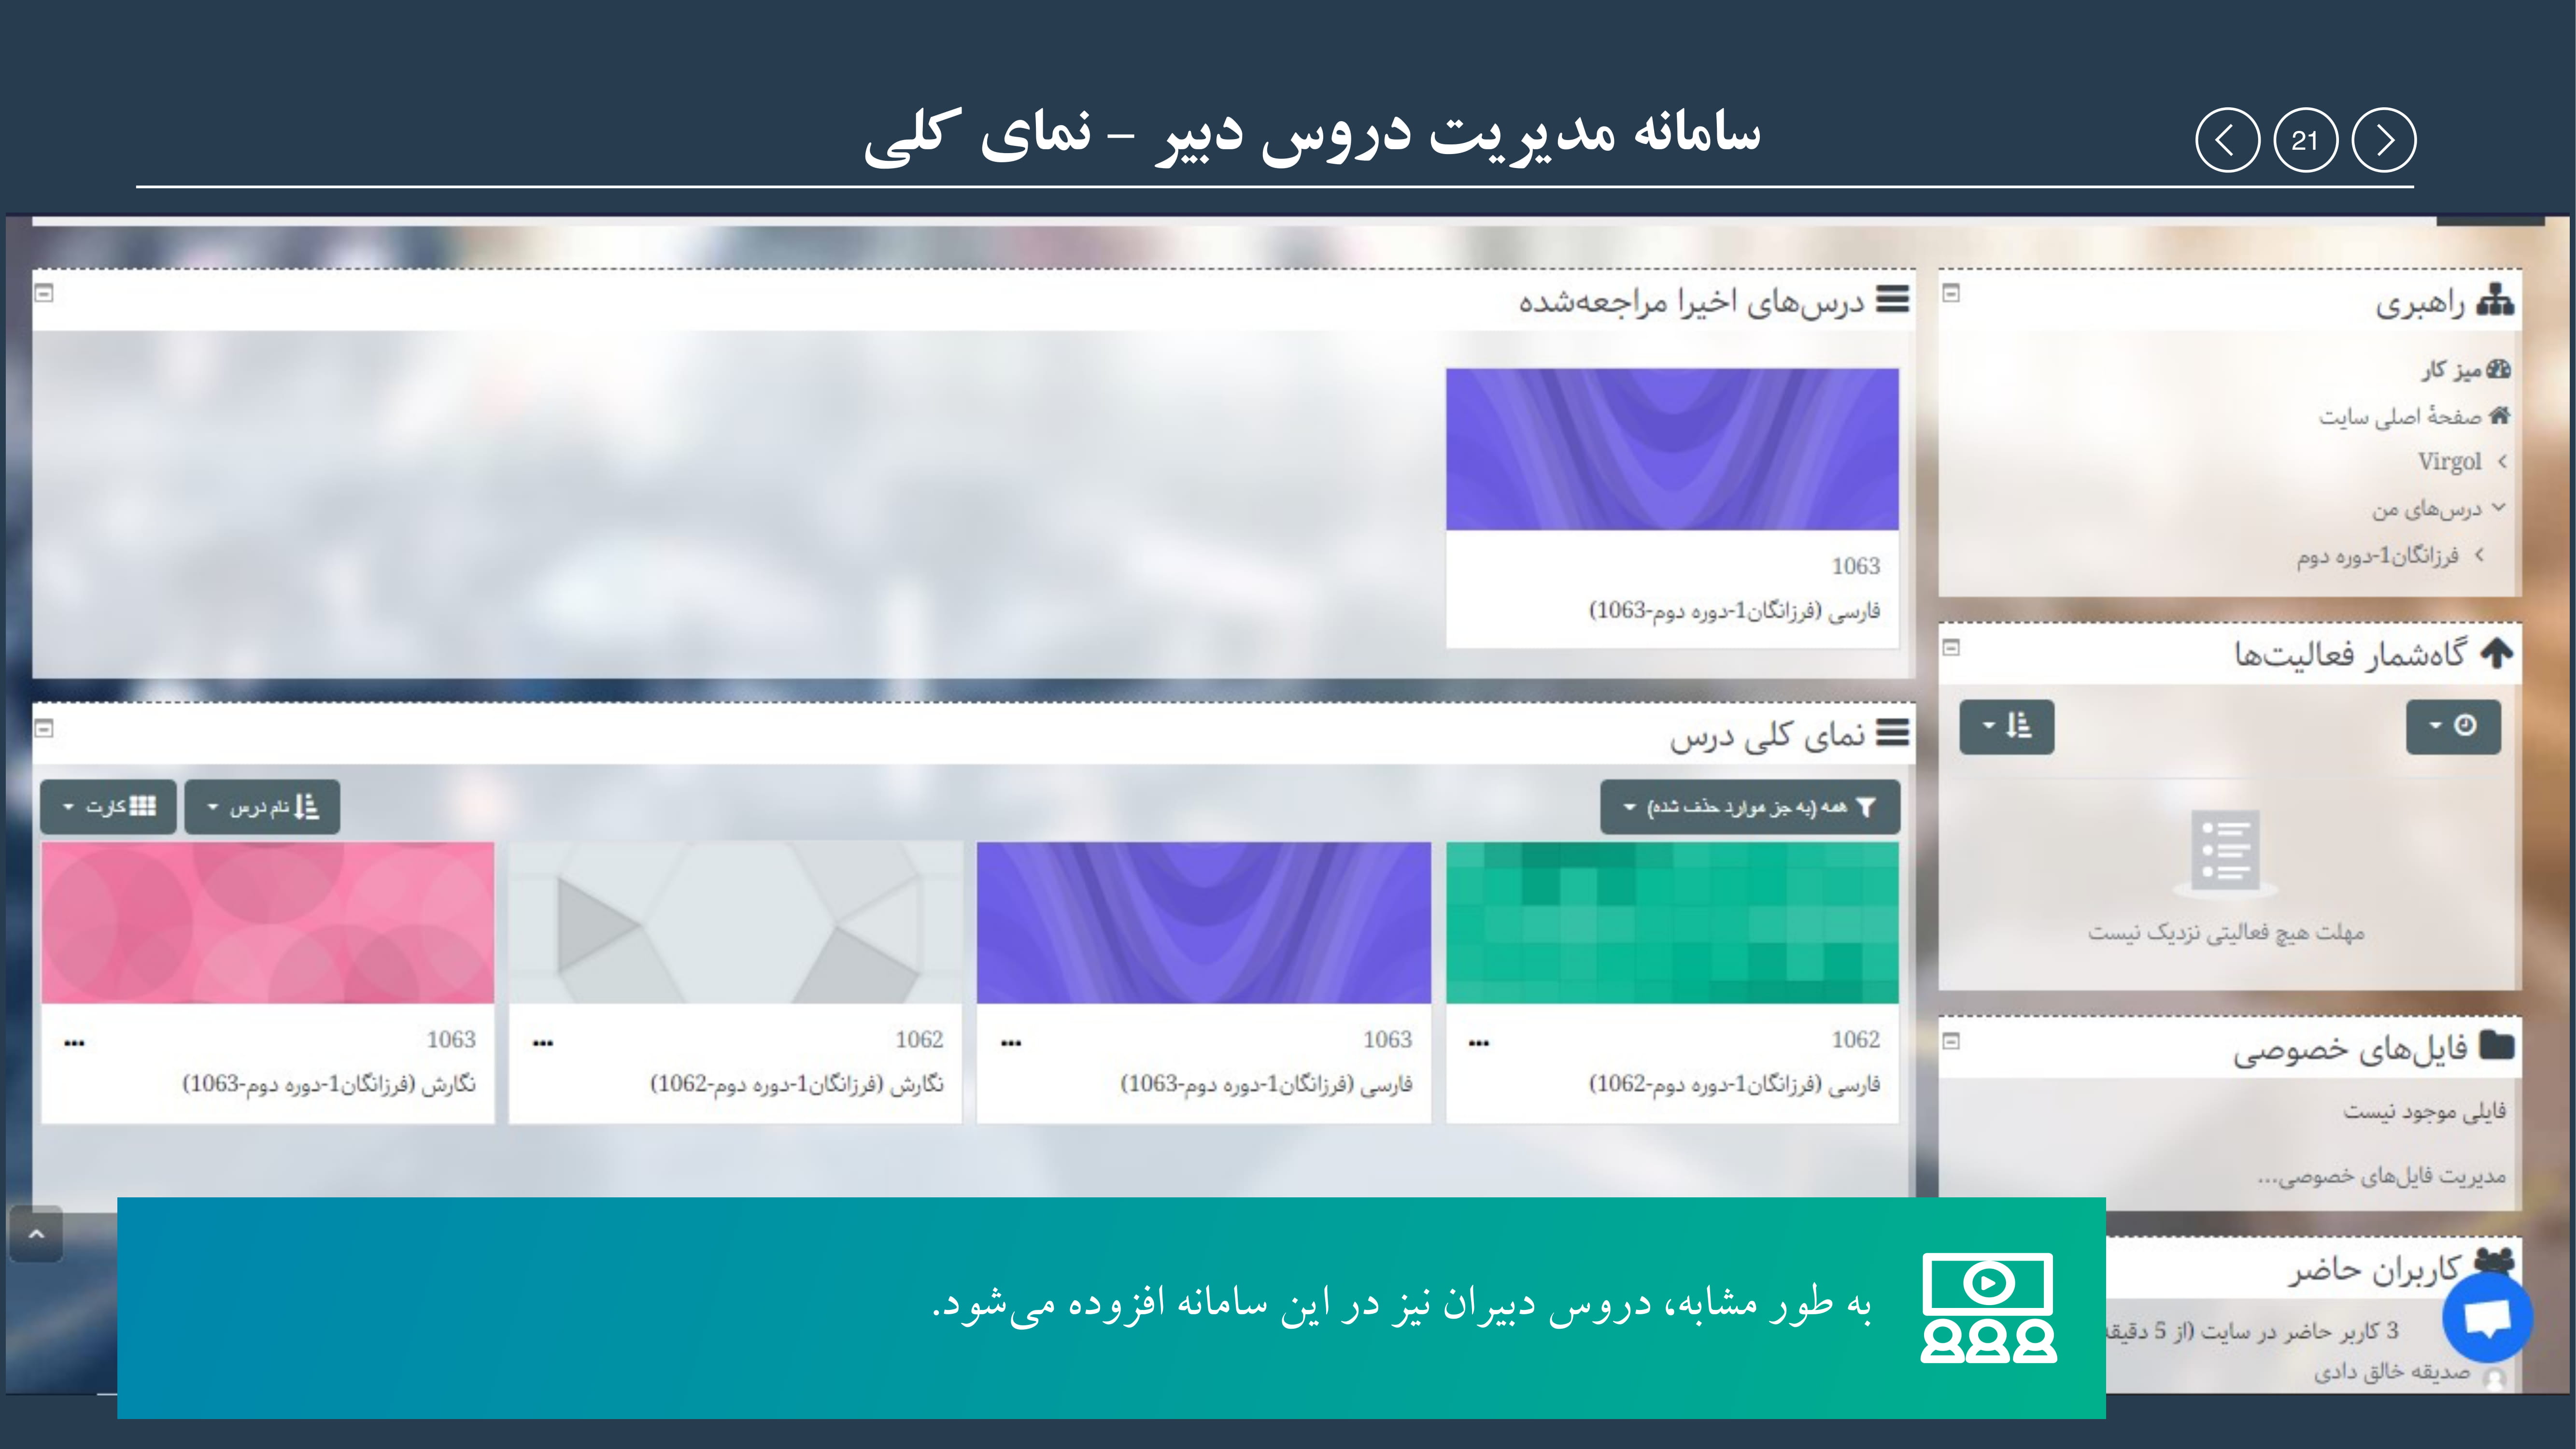 سامانه مدیریت دروس دبیر – نمای کلی
21
راهبری
میز کار
صفحهٔ اصلی سایت
Virgol
درس‌های من
فرزانگان1-دوره دوم
گاه‌شمار فعالیت‌ها
مهلت هیچ فعالیتی نزدیک نیست
فایل‌های خصوصی
فایلی موجود نیست
مدیریت فایل‌های خصوصی...
کاربران حاضر
3 کاربر حاضر در سایت (از 5 دقیقه
صدیقه خالق دادی
درس‌های اخیرا مراجعه‌شده
1063
فارسی (فرزانگان1-دوره دوم-1063)
نمای کلی درس
همه (به جز موارد حذف شده)
نام درس
کارت
1062
فارسی (فرزانگان1-دوره دوم-1062)
1063
فارسی (فرزانگان1-دوره دوم-1063)
1062
نگارش (فرزانگان1-دوره دوم-1062)
1063
نگارش (فرزانگان1-دوره دوم-1063)
به طور مشابه، دروس دبیران نیز در این سامانه افزوده می‌شود.